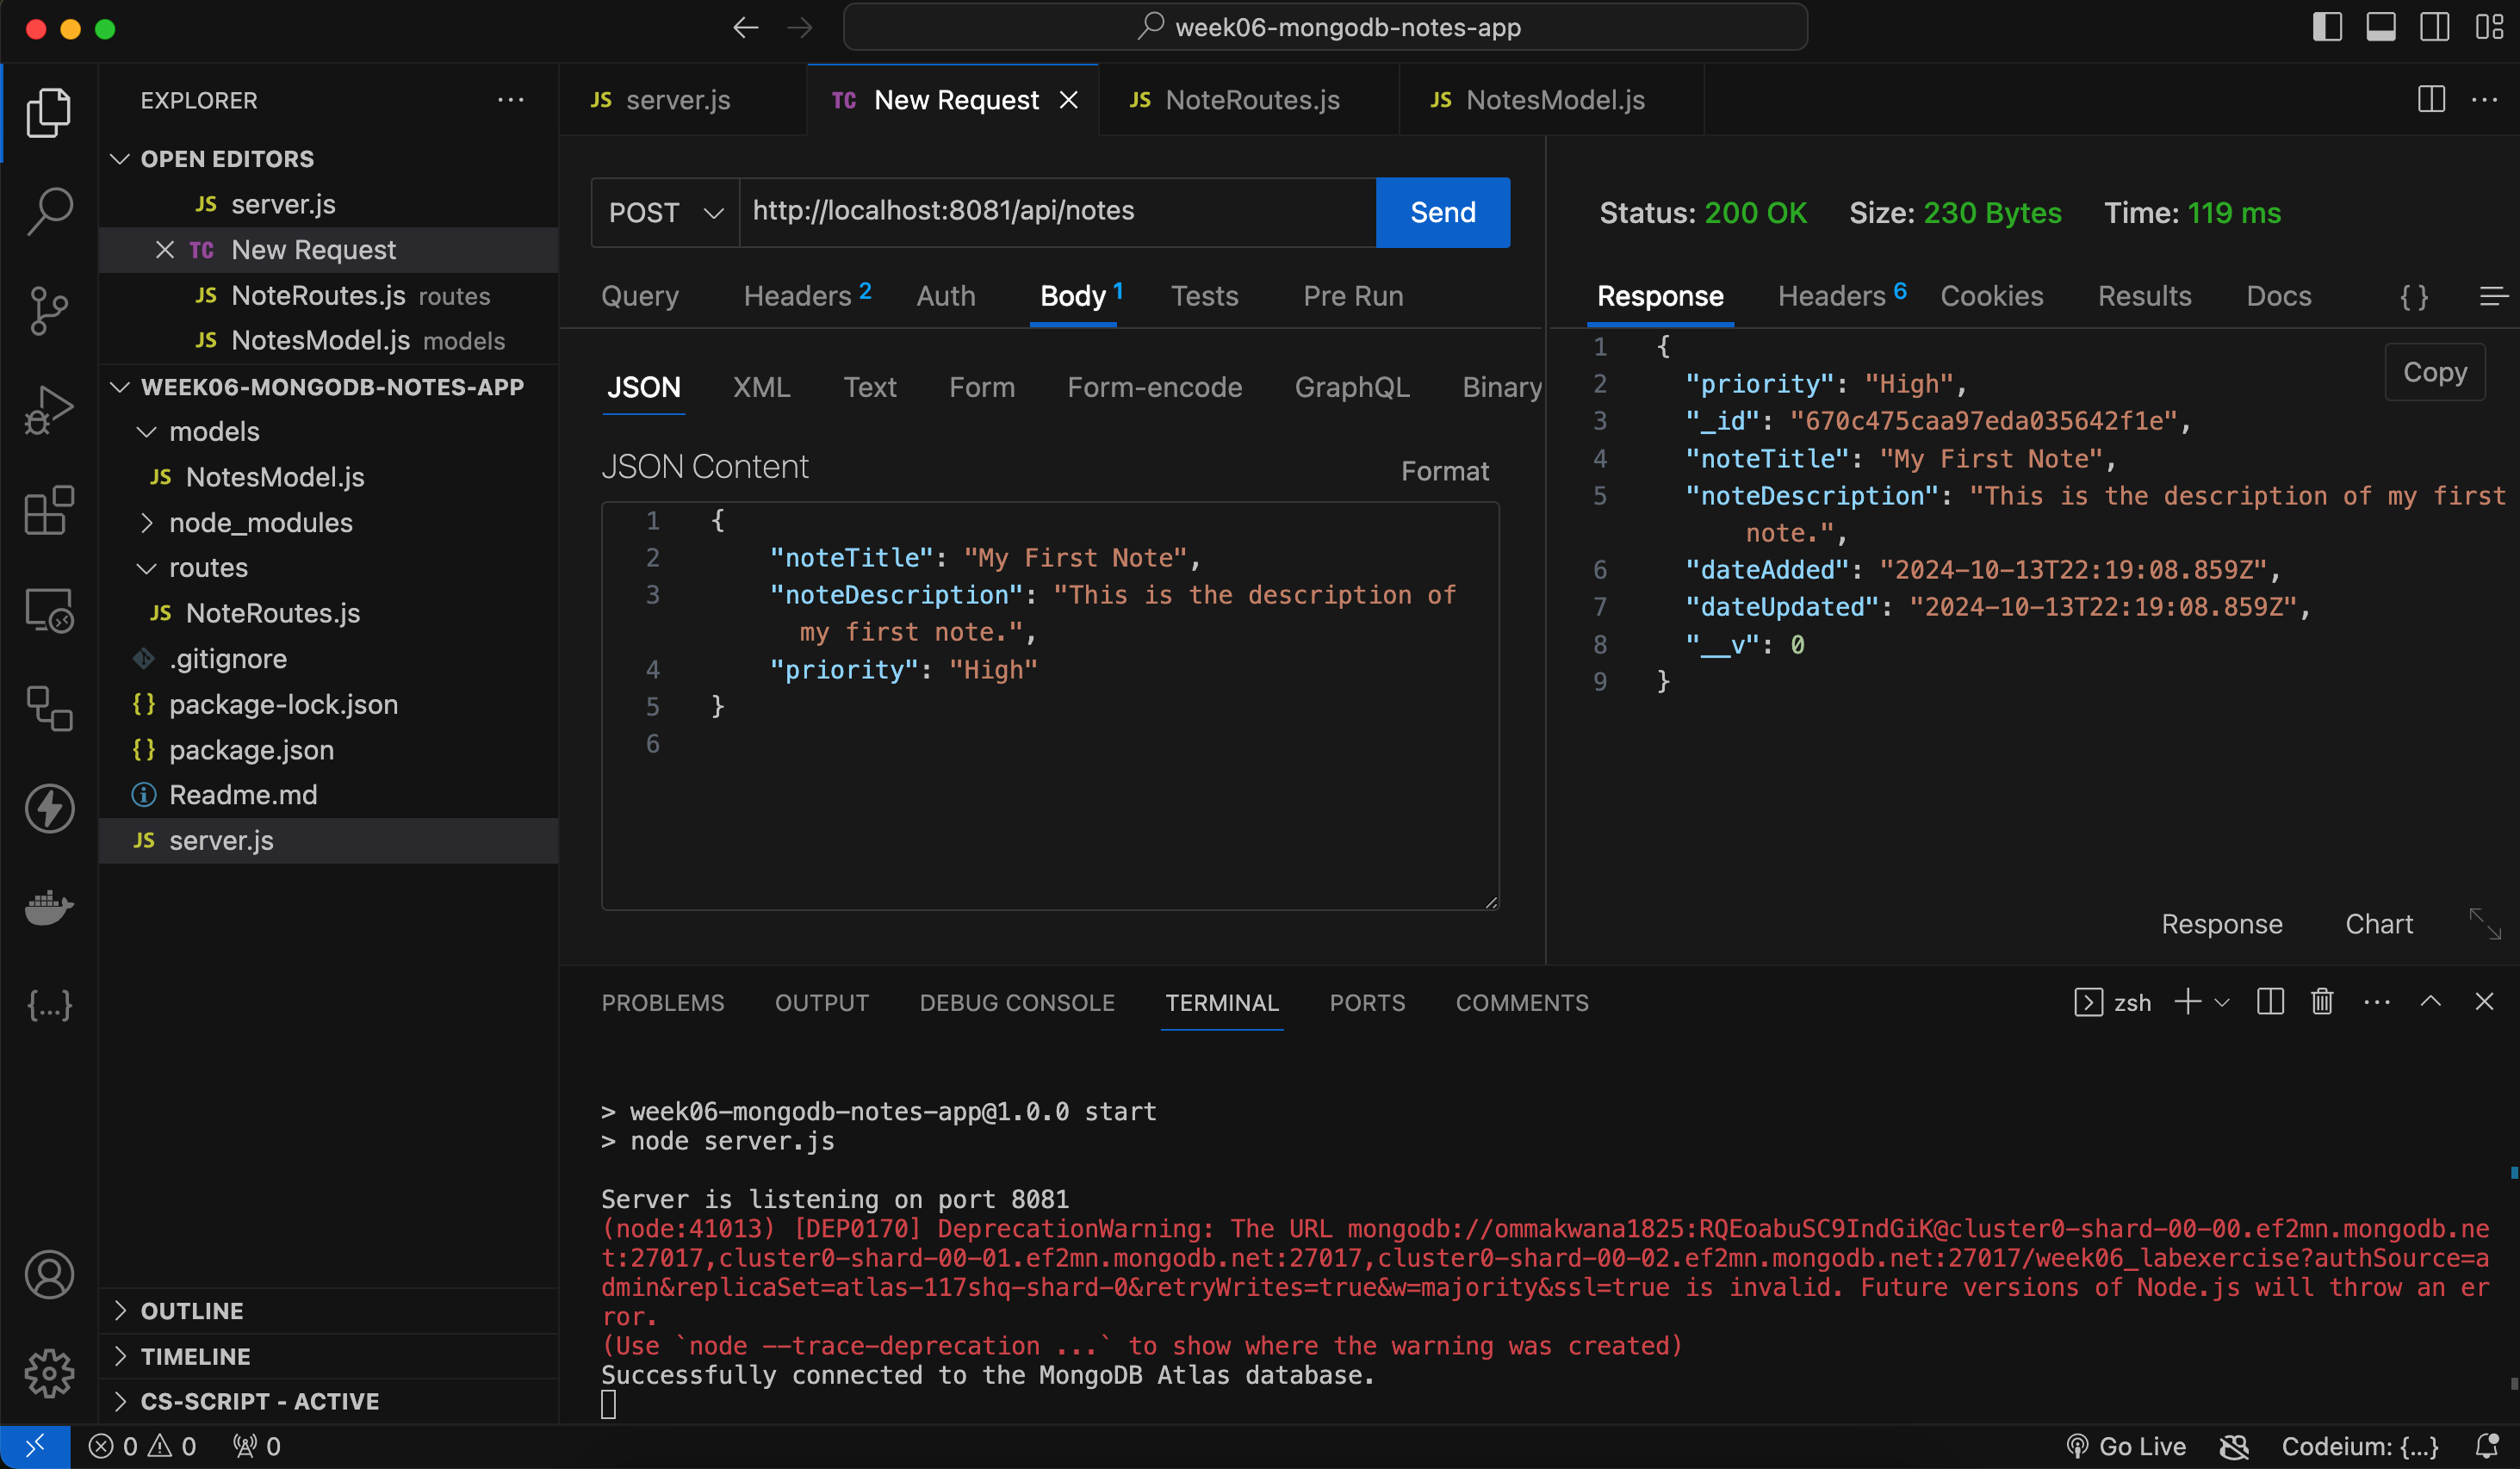 week06-mongodb-notes-app
EXPLORER
OPEN EDITORS
JS server.js
TC New Request
JS NoteRoutes.js routes
JS NotesModel.js models
WEEK06-MONGODB-NOTES-APP
models
JS NotesModel.js
node_modules
routes
JS NoteRoutes.js
.gitignore
{} package-lock.json
{} package.json
Readme.md
JS server.js
OUTLINE
TIMELINE
CS-SCRIPT - ACTIVE
JS server.js
TC New Request
JS NoteRoutes.js
JS NotesModel.js
POST
http://localhost:8081/api/notes
Send
Query Headers 2 Auth Body 1 Tests Pre Run
JSON XML Text Form Form-encode GraphQL Binary
JSON Content
Format
1 {
2 "noteTitle": "My First Note",
3 "noteDescription": "This is the description of
my first note.",
4 "priority": "High"
5 }
6
Status: 200 OK Size: 230 Bytes Time: 119 ms
Response Headers 6 Cookies Results Docs {}
Copy
1 {
2 "priority": "High",
3 "_id": "670c475caa97eda035642f1e",
4 "noteTitle": "My First Note",
5 "noteDescription": "This is the description of my first
note.",
6 "dateAdded": "2024-10-13T22:19:08.859Z",
7 "dateUpdated": "2024-10-13T22:19:08.859Z",
8 "__v": 0
9 }
Response Chart
PROBLEMS OUTPUT DEBUG CONSOLE TERMINAL PORTS COMMENTS
zsh
> week06-mongodb-notes-app@1.0.0 start
> node server.js
Server is listening on port 8081
(node:41013) [DEP0170] DeprecationWarning: The URL mongodb://ommakwana1825:RQEoabuSC9IndGiK@cluster0-shard-00-00.ef2mn.mongodb.ne
t:27017,cluster0-shard-00-01.ef2mn.mongodb.net:27017,cluster0-shard-00-02.ef2mn.mongodb.net:27017/week06_labexercise?authSource=a
dmin&replicaSet=atlas-117shq-shard-0&retryWrites=true&w=majority&ssl=true is invalid. Future versions of Node.js will throw an er
ror.
(Use `node --trace-deprecation ...` to show where the warning was created)
Successfully connected to the MongoDB Atlas database.
0 0 0
Go Live
Codeium: {...}